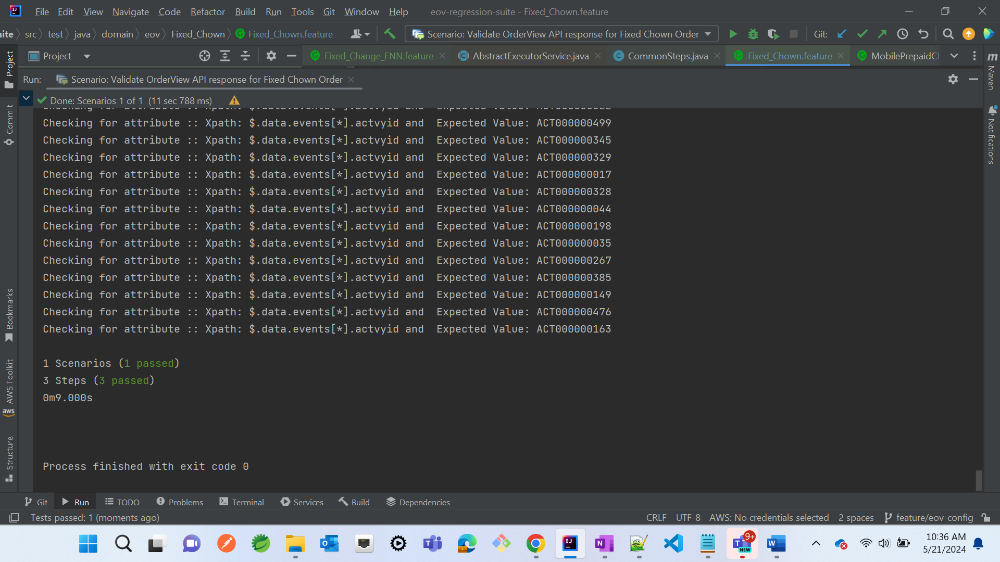 File Edit View Navigate Code Refactor Build Run Tools Git Window Help eov-regression-suite - Fixed_Chown.feature
src test java domain eov Fixed_Chown Fixed_Chown.feature Scenario: Validate OrderView API response for Fixed Chown Order Git:
Project Fixed_Change_FNN.feature AbstractExecutorService.java CommonSteps.java Fixed_Chown.feature
Run: Scenario: Validate OrderView API response for Fixed Chown Order
Done: Scenarios 1 of 1 (11 sec 788 ms)
Checking for attribute :: Xpath: $.data.events[*].actvyid and  Expected Value: ACT000000499
Checking for attribute :: Xpath: $.data.events[*].actvyid and  Expected Value: ACT000000345
Checking for attribute :: Xpath: $.data.events[*].actvyid and  Expected Value: ACT000000329
Checking for attribute :: Xpath: $.data.events[*].actvyid and  Expected Value: ACT000000017
Checking for attribute :: Xpath: $.data.events[*].actvyid and  Expected Value: ACT000000328
Checking for attribute :: Xpath: $.data.events[*].actvyid and  Expected Value: ACT000000044
Checking for attribute :: Xpath: $.data.events[*].actvyid and  Expected Value: ACT000000198
Checking for attribute :: Xpath: $.data.events[*].actvyid and  Expected Value: ACT000000035
Checking for attribute :: Xpath: $.data.events[*].actvyid and  Expected Value: ACT000000267
Checking for attribute :: Xpath: $.data.events[*].actvyid and  Expected Value: ACT000000385
Checking for attribute :: Xpath: $.data.events[*].actvyid and  Expected Value: ACT000000149
Checking for attribute :: Xpath: $.data.events[*].actvyid and  Expected Value: ACT000000476
Checking for attribute :: Xpath: $.data.events[*].actvyid and  Expected Value: ACT000000163
1 Scenarios (1 passed)
3 Steps (3 passed)
0m9.000s
Process finished with exit code 0
Project
Commit
Bookmarks
AWS Toolkit
aws
Structure
m
Maven
Notifications
Git Run TODO Problems Terminal Services Build Dependencies
Tests passed: 1 (moments ago) CRLF UTF-8 AWS: No credentials selected 2 spaces feature/eov-config
9+
NEW
10:36 AM
5/21/2024